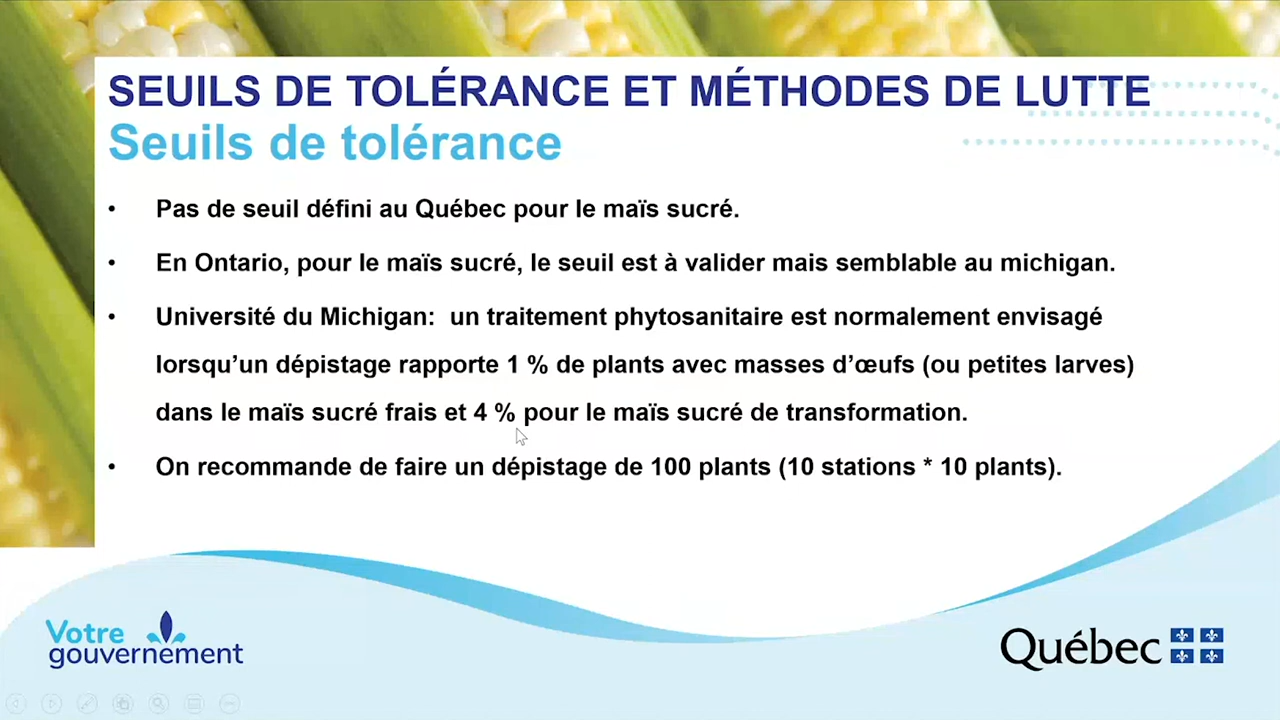 SEUILS DE TOLÉRANCE ET MÉTHODES DE LUTTE
Seuils de tolérance
• Pas de seuil défini au Québec pour le maïs sucré.
• En Ontario, pour le maïs sucré, le seuil est à valider mais semblable au michigan.
• Université du Michigan:  un traitement phytosanitaire est normalement envisagé
lorsqu’un dépistage rapporte 1 % de plants avec masses d’œufs (ou petites larves)
dans le maïs sucré frais et 4 % pour le maïs sucré de transformation.
• On recommande de faire un dépistage de 100 plants (10 stations * 10 plants).
Votre
gouvernement
Québec